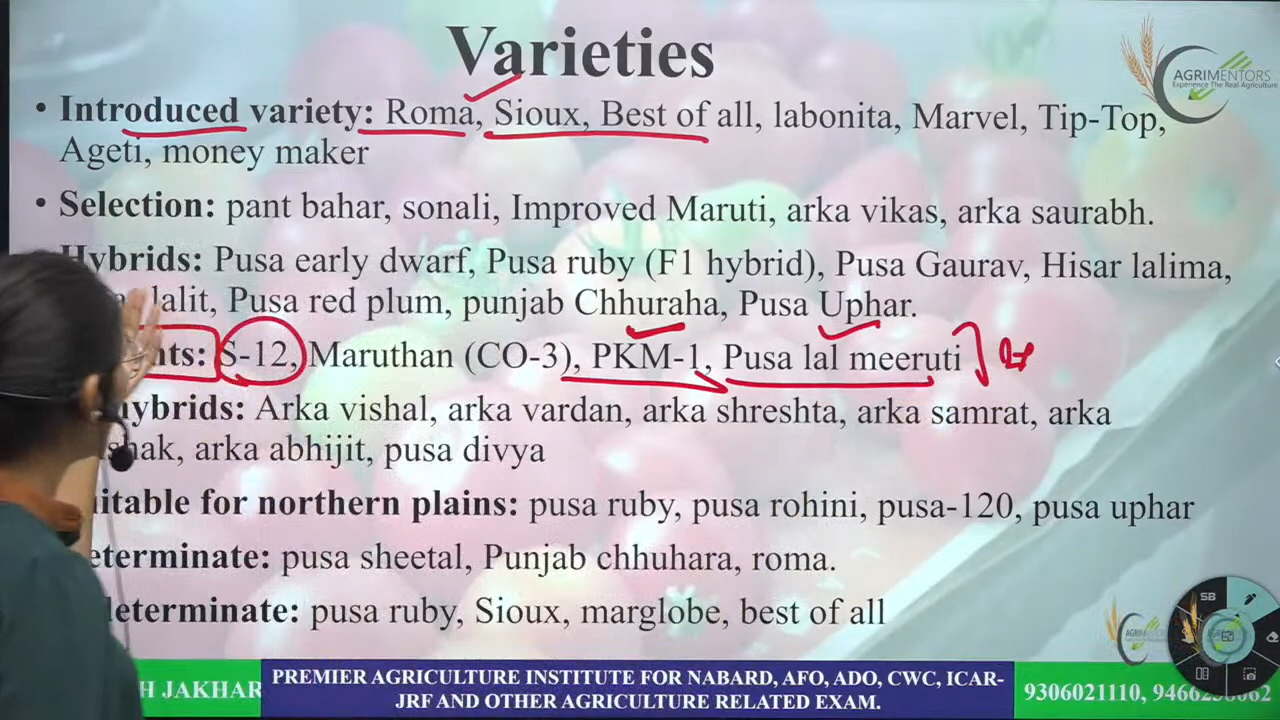 Varieties
AGRIMENTORS
Experience The Real Agriculture
• Introduced variety: Roma, Sioux, Best of all, labonita, Marvel, Tip-Top,
Ageti, money maker
• Selection: pant bahar, sonali, Improved Maruti, arka vikas, arka saurabh.
Hybrids: Pusa early dwarf, Pusa ruby (F1 hybrid), Pusa Gaurav, Hisar lalima,
lalit, Pusa red plum, punjab Chhuraha, Pusa Uphar.
nts: S-12, Maruthan (CO-3), PKM-1, Pusa lal meeruti
hybrids: Arka vishal, arka vardan, arka shreshta, arka samrat, arka
shak, arka abhijit, pusa divya
itable for northern plains: pusa ruby, pusa rohini, pusa-120, pusa uphar
eterminate: pusa sheetal, Punjab chhuhara, roma.
determinate: pusa ruby, Sioux, marglobe, best of all
SB
H JAKHAR
PREMIER AGRICULTURE INSTITUTE FOR NABARD, AFO, ADO, CWC, ICAR-
JRF AND OTHER AGRICULTURE RELATED EXAM.
9306021110,